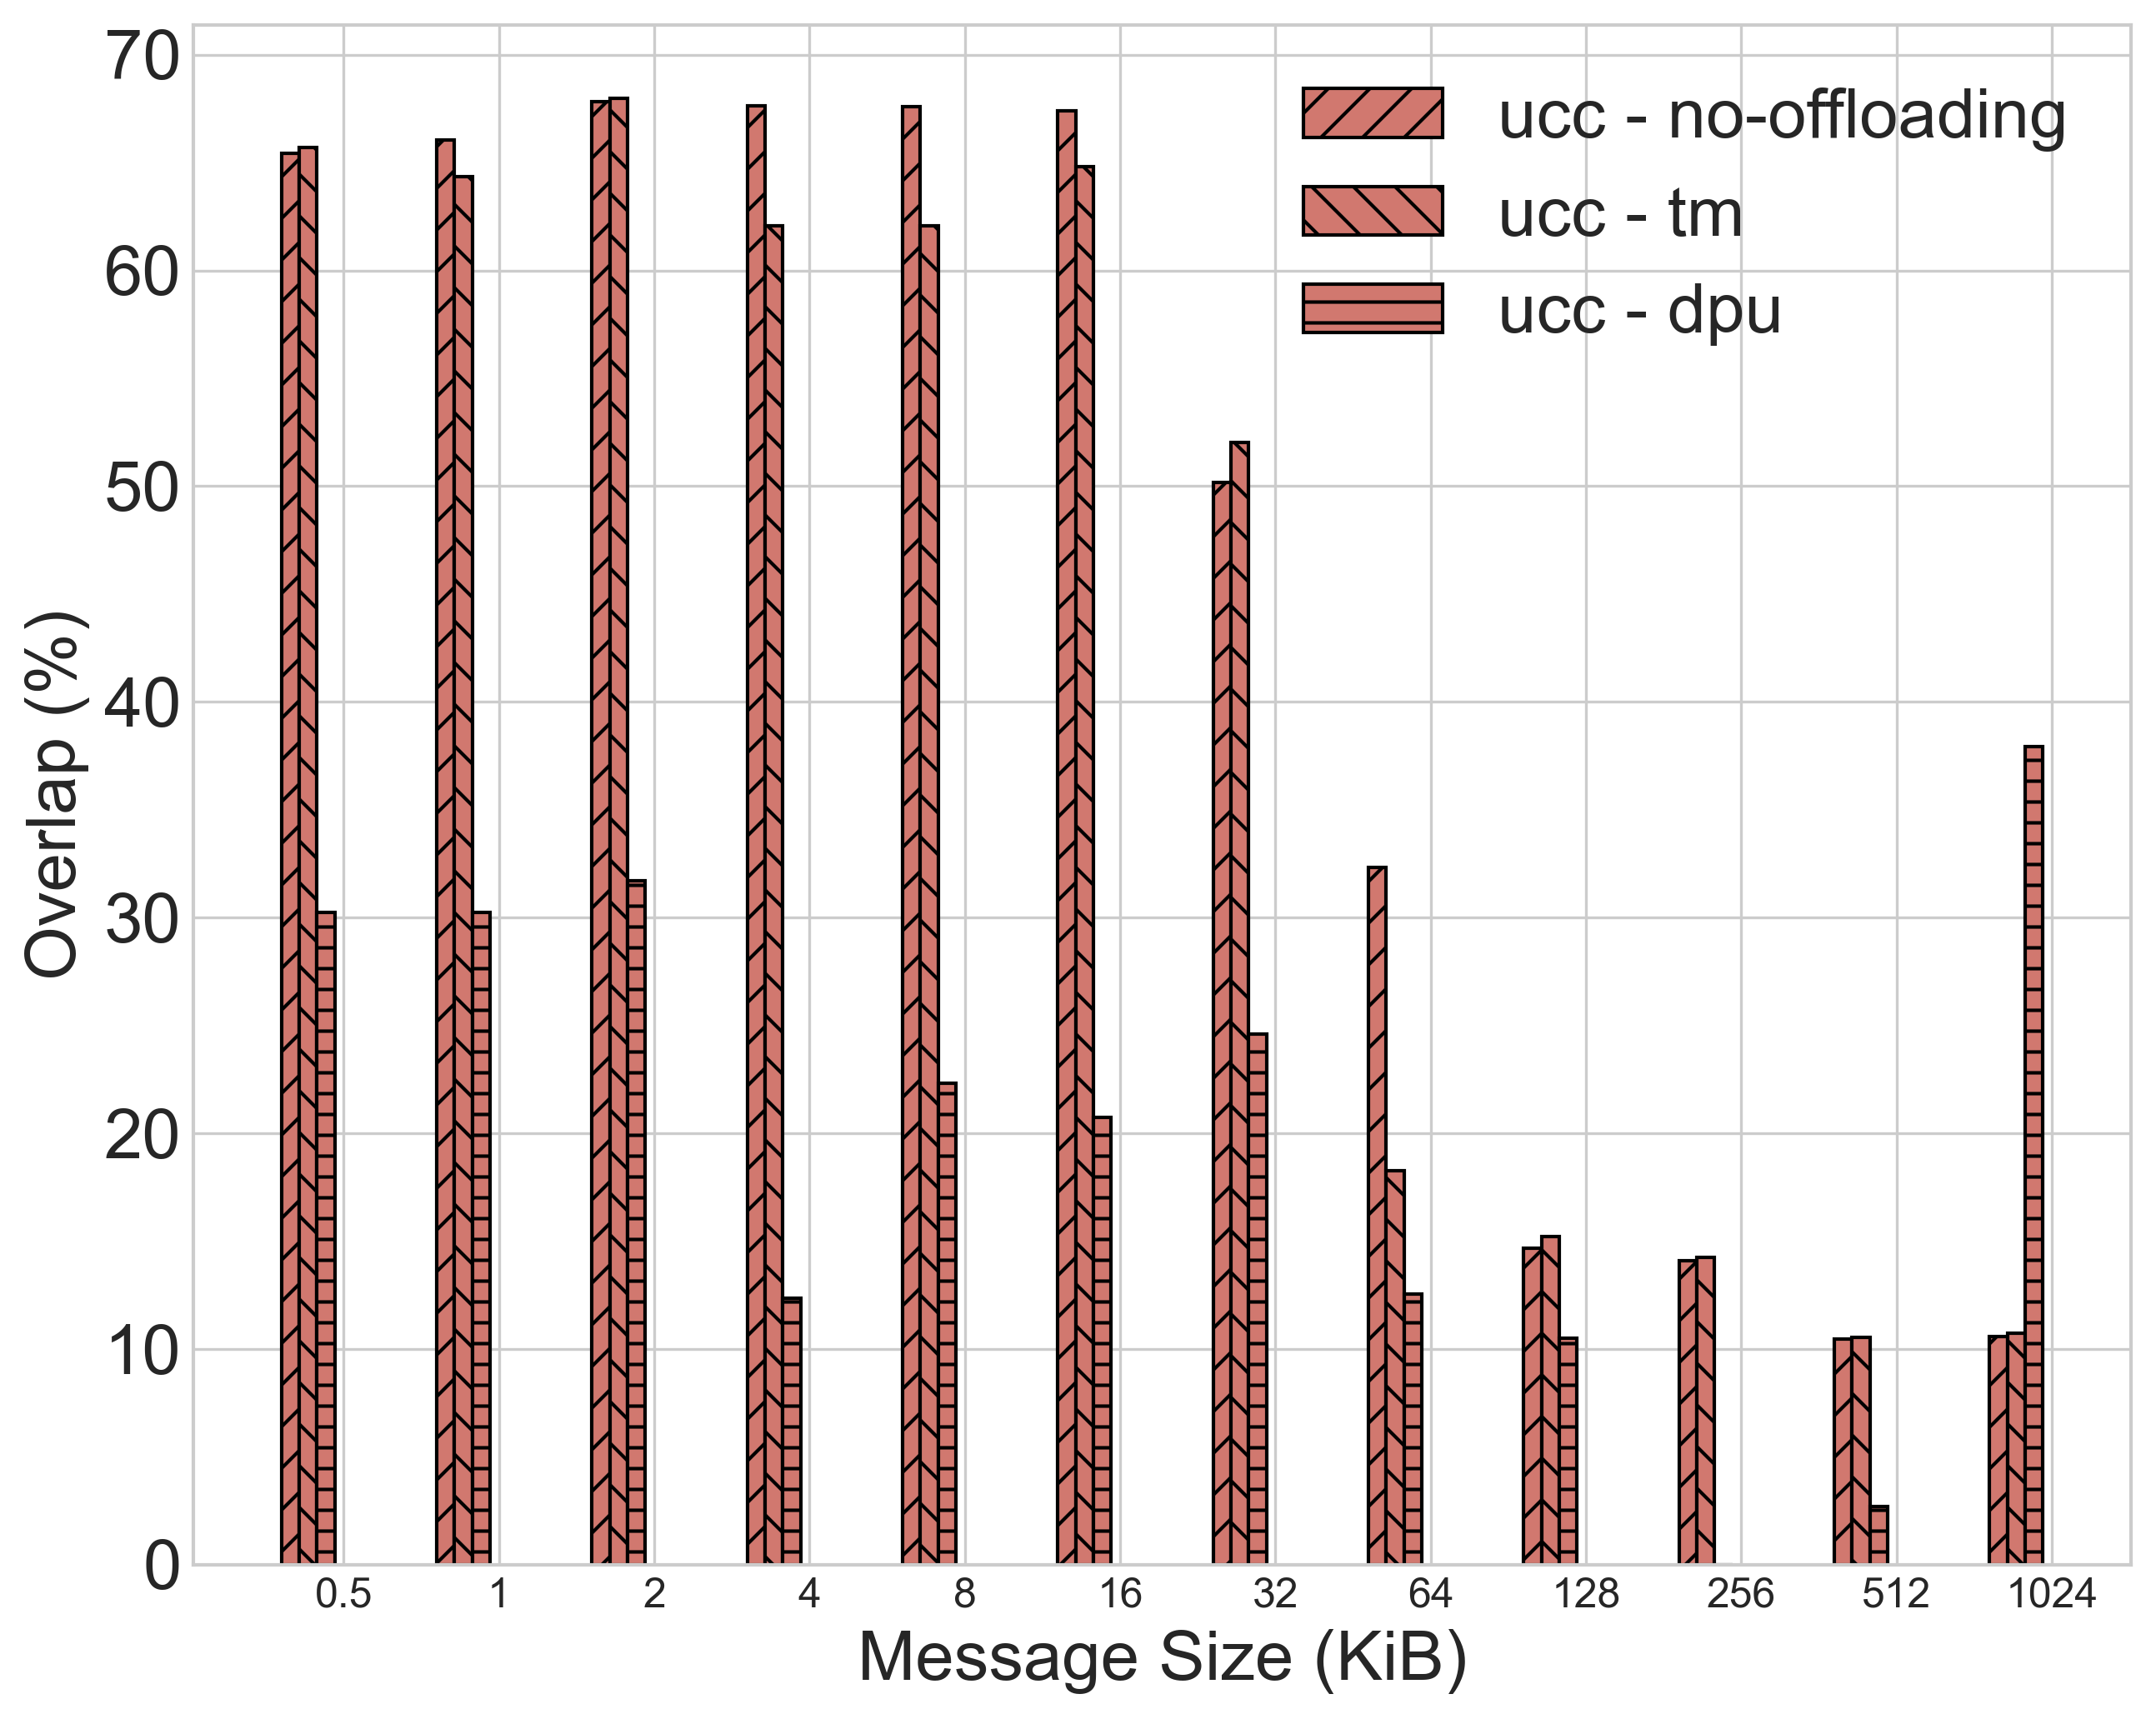 70
60
50
40
30
20
10
0
Overlap (%)
ucc - no-offloading
ucc - tm
ucc - dpu
0.5 1 2 4 8 16 32 64 128 256 512 1024
Message Size (KiB)